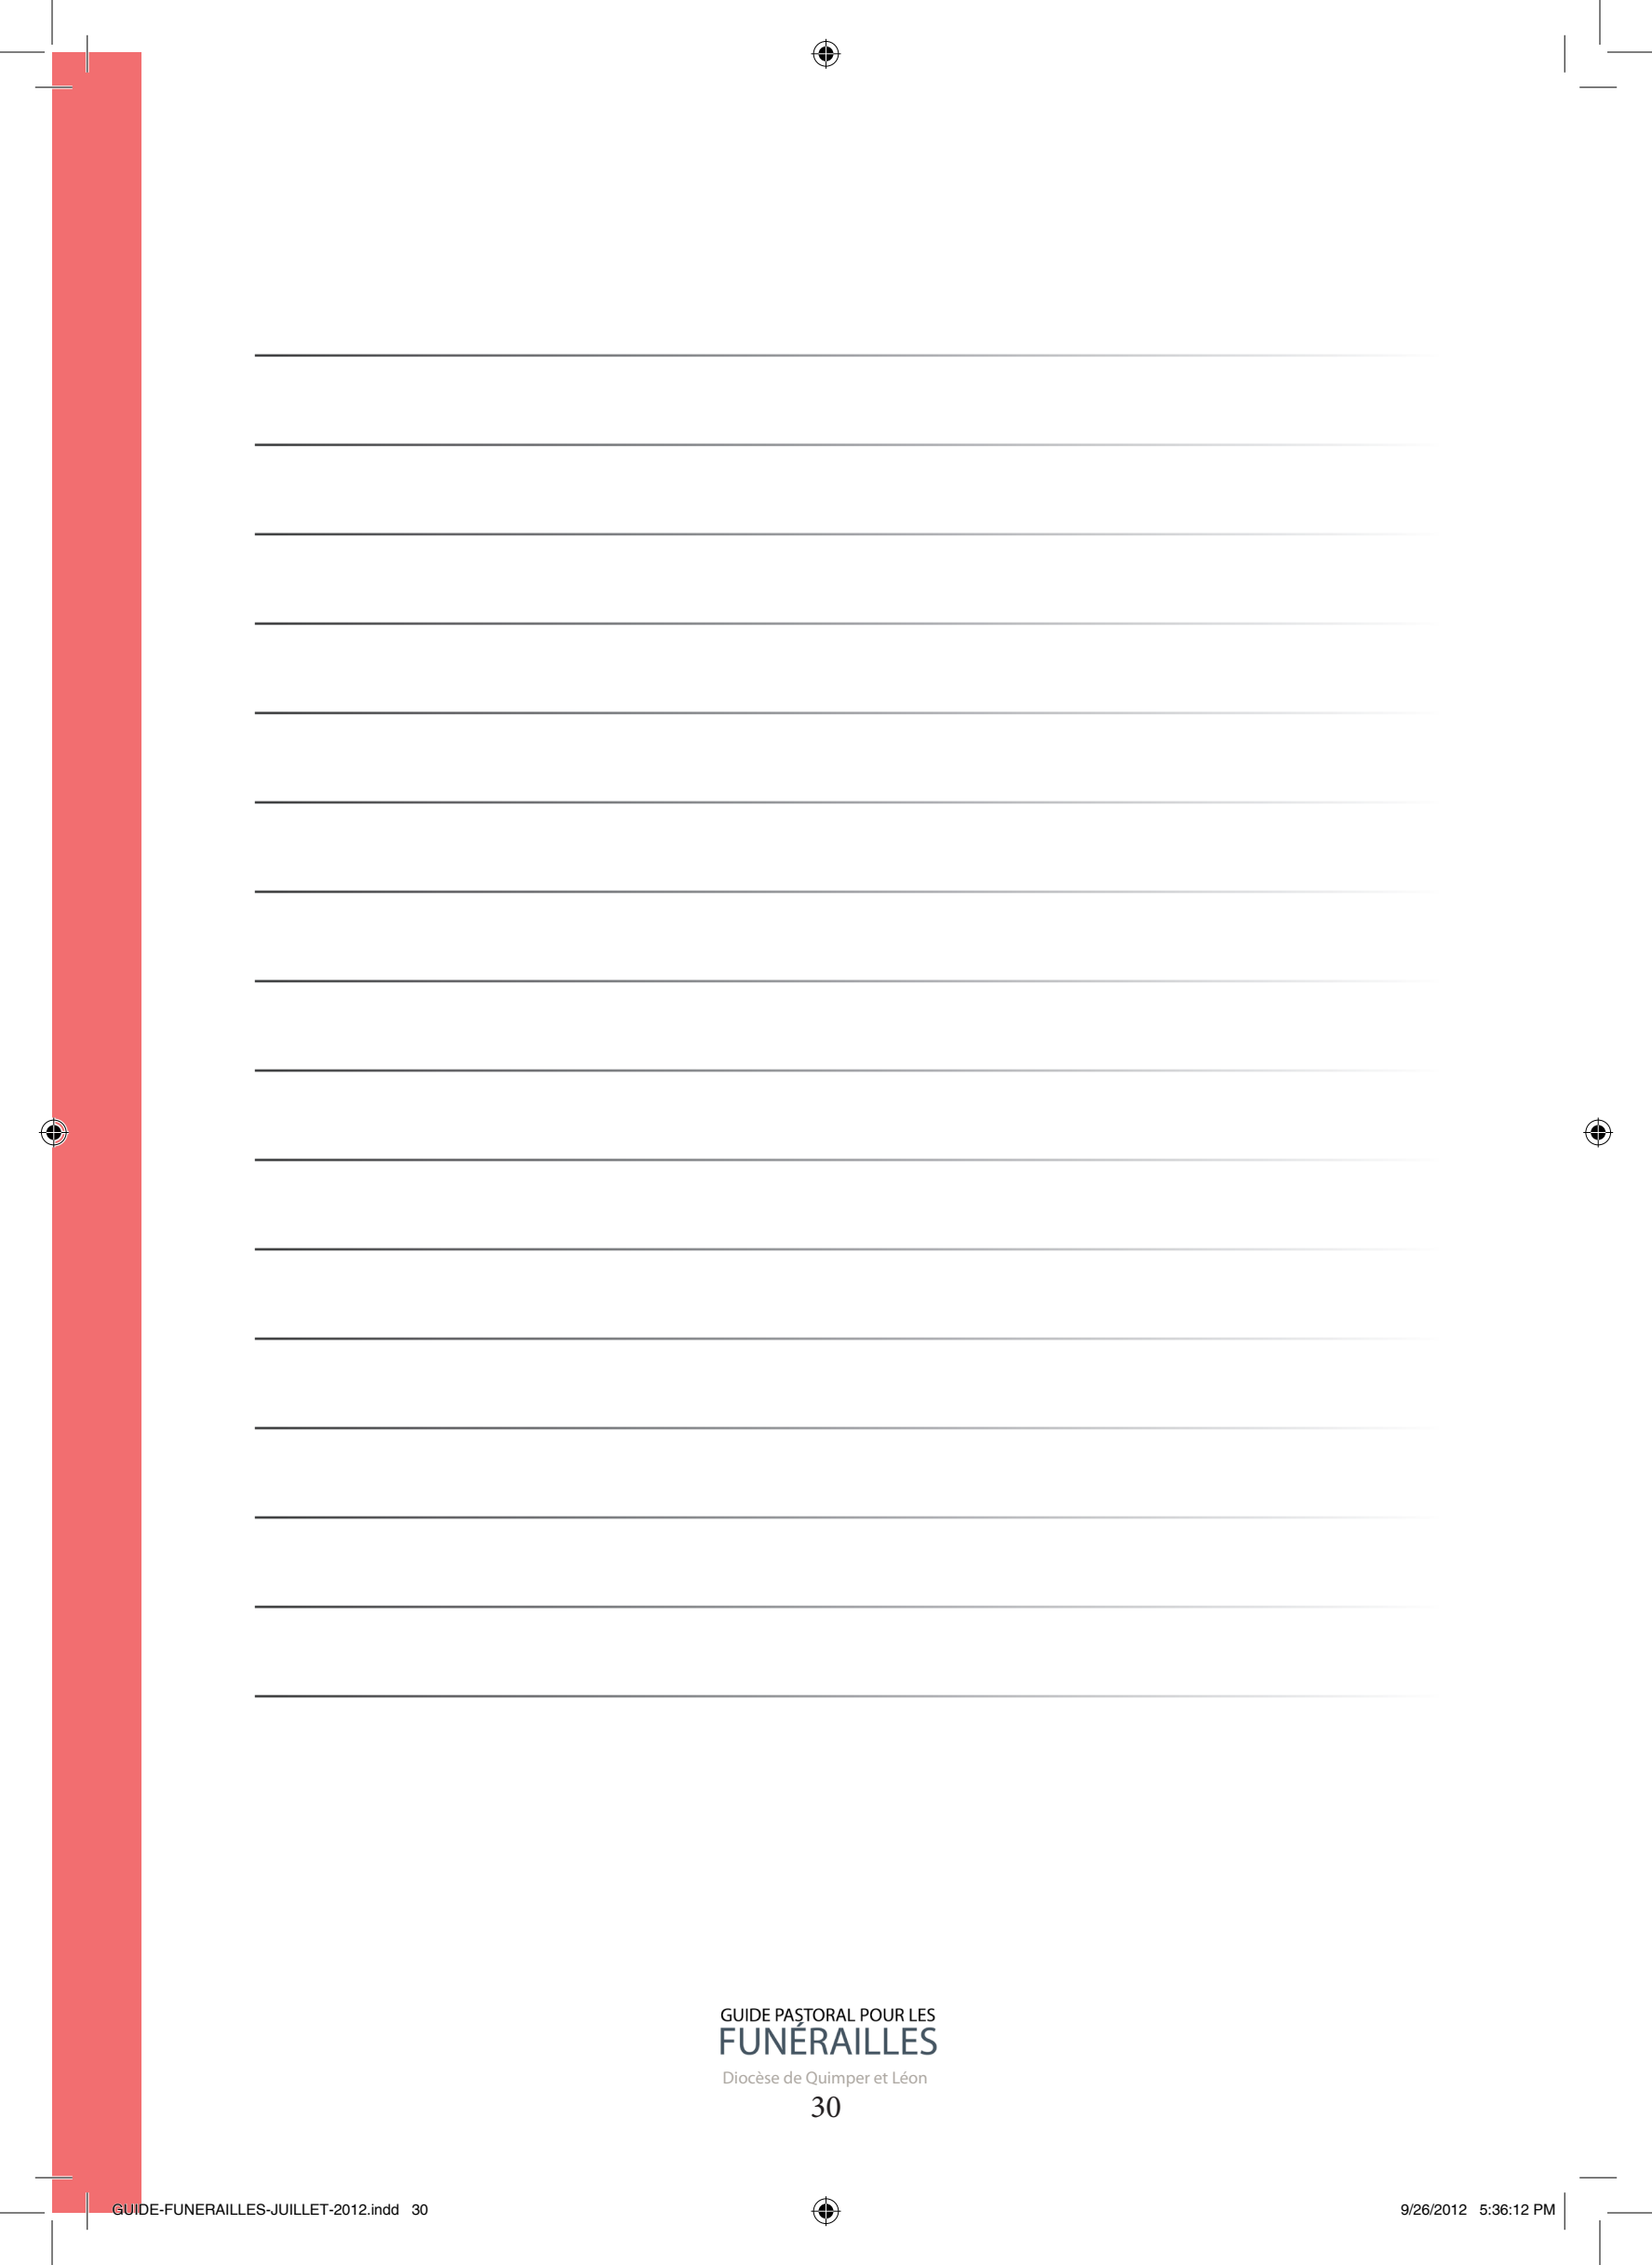 GUIDE PASTORAL POUR LES
FUNÉRAILLES
Diocèse de Quimper et Léon
30
GUIDE-FUNERAILLES-JUILLET-2012.indd 30
9/26/2012 5:36:12 PM